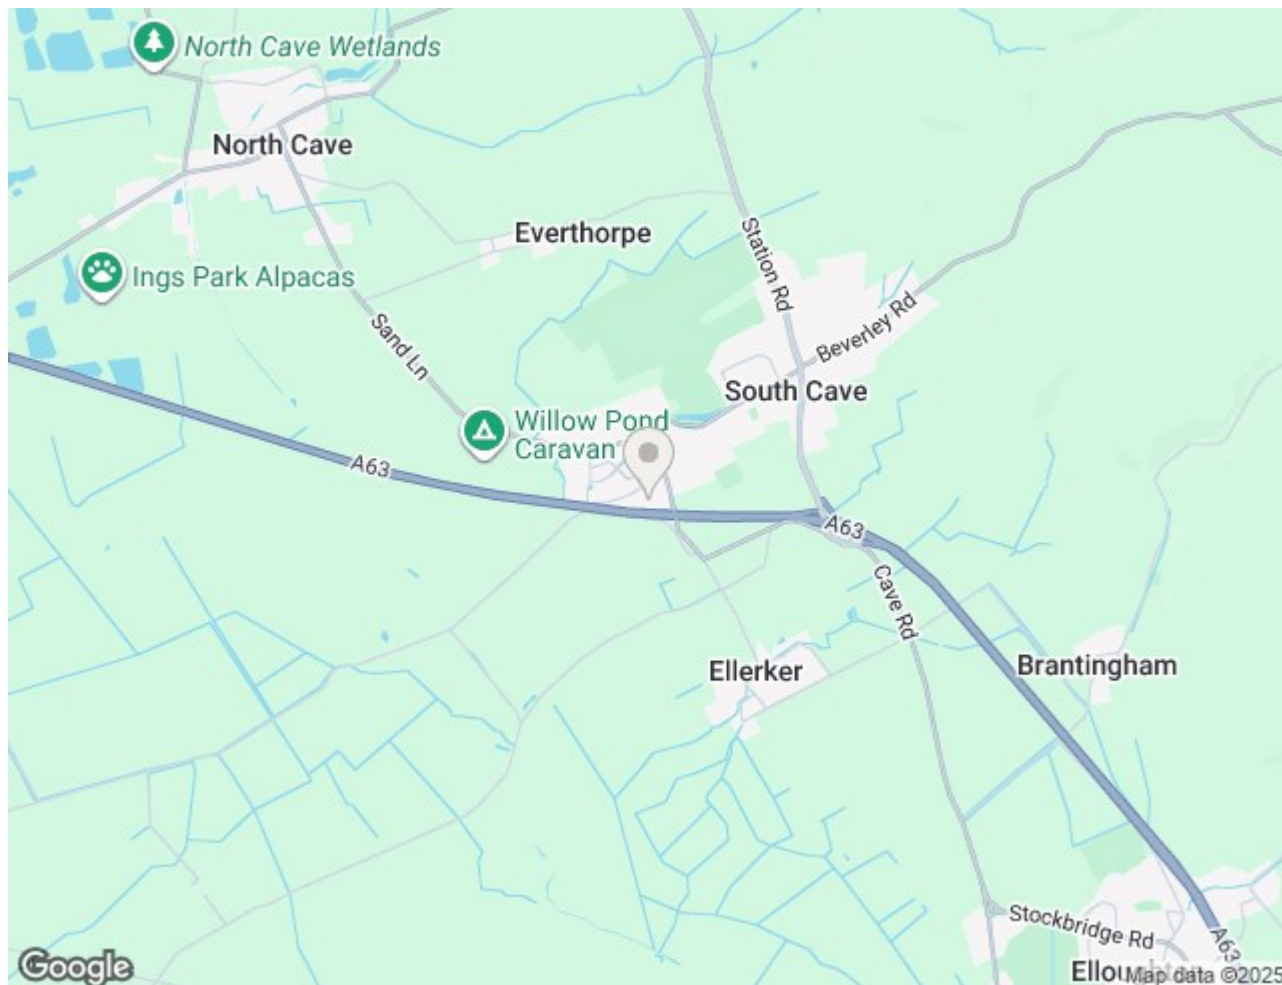 North Cave Wetlands
North Cave
Everthorpe
Station Rd
Ings Park Alpacas
Sand Ln
Beverley Rd
South Cave
Willow Pond
Caravan
A63
A63
Cave Rd
Ellerker
Brantingham
Stockbridge Rd
A63
Elloughton
Google
Map data ©2025